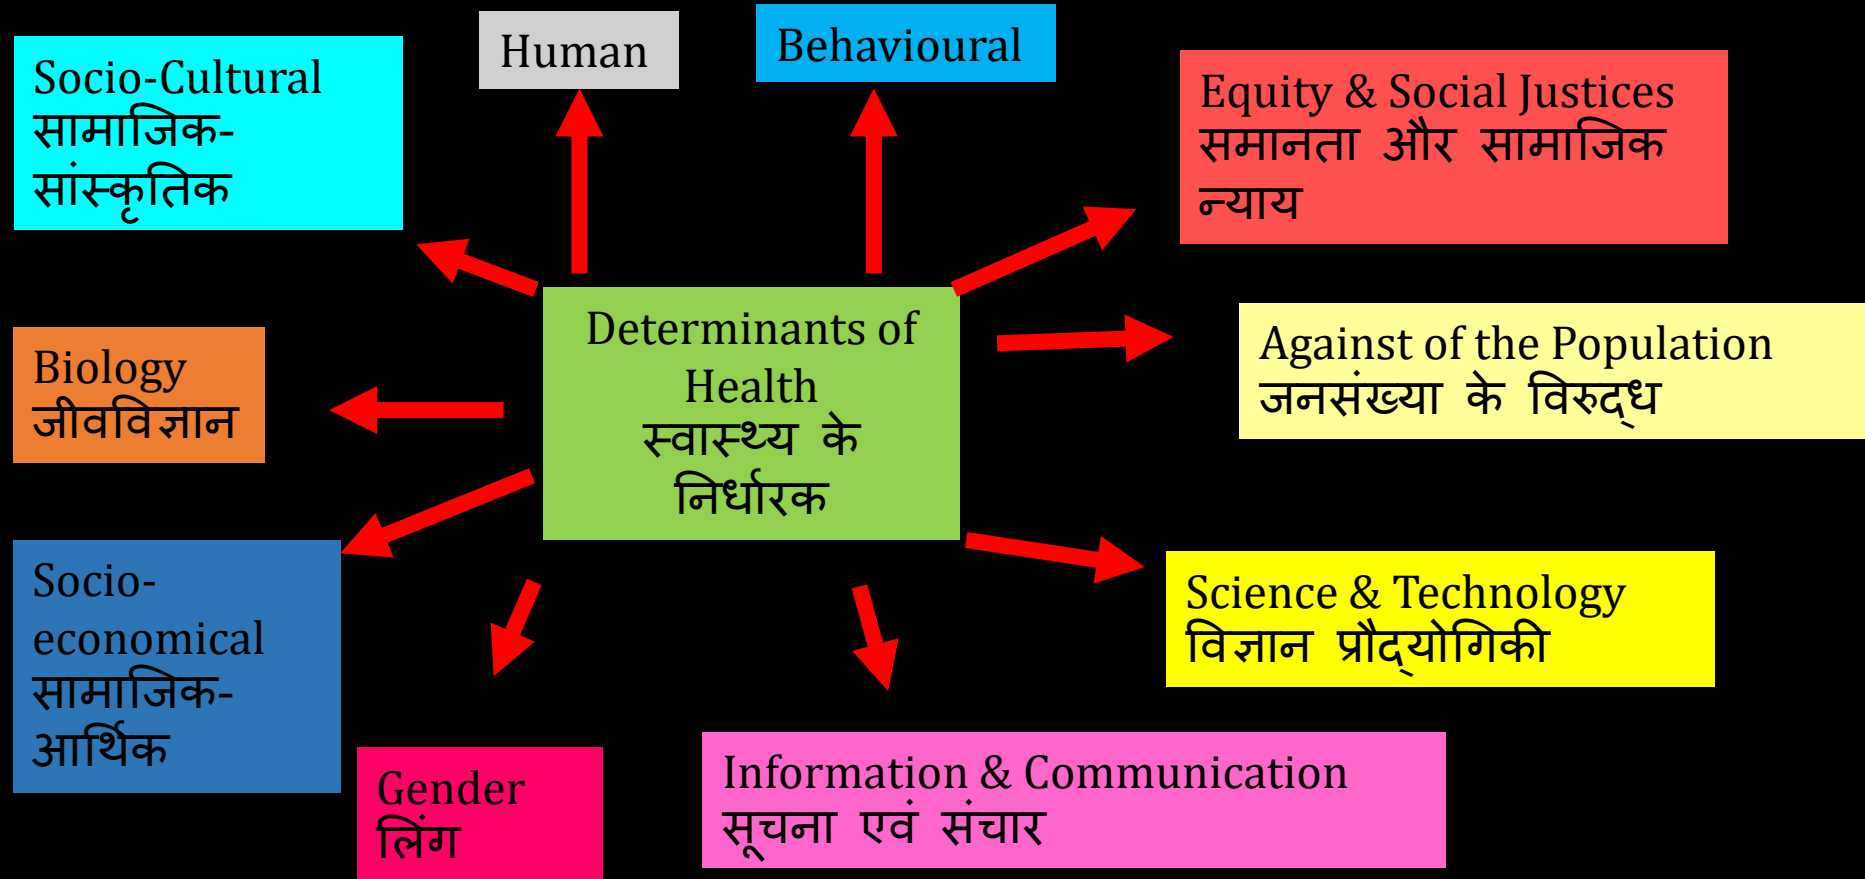 Human
Behavioural
Socio-Cultural
सामाजिक-
सांस्कृतिक
Equity & Social Justices
समानता और सामाजिक
न्याय
Determinants of
Health
स्वास्थ्य के
निर्धारक
Biology
जीवविज्ञान
Against of the Population
जनसंख्या के विरुद्ध
Socio-
economical
सामाजिक-
आर्थिक
Science & Technology
विज्ञान प्रौद्योगिकी
Gender
लिंग
Information & Communication
सूचना एवं संचार